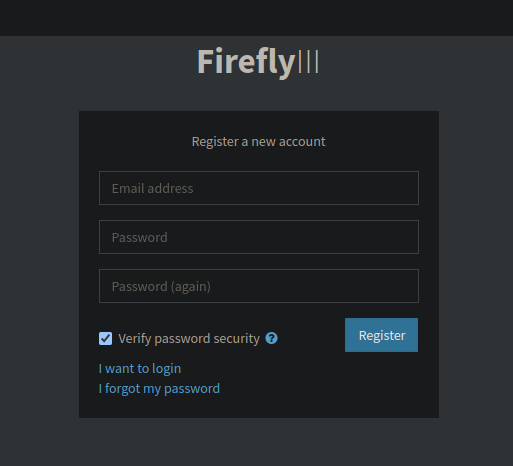 Firefly III
Register a new account
Email address
Password
Password (again)
Verify password security
Register
I want to login
I forgot my password